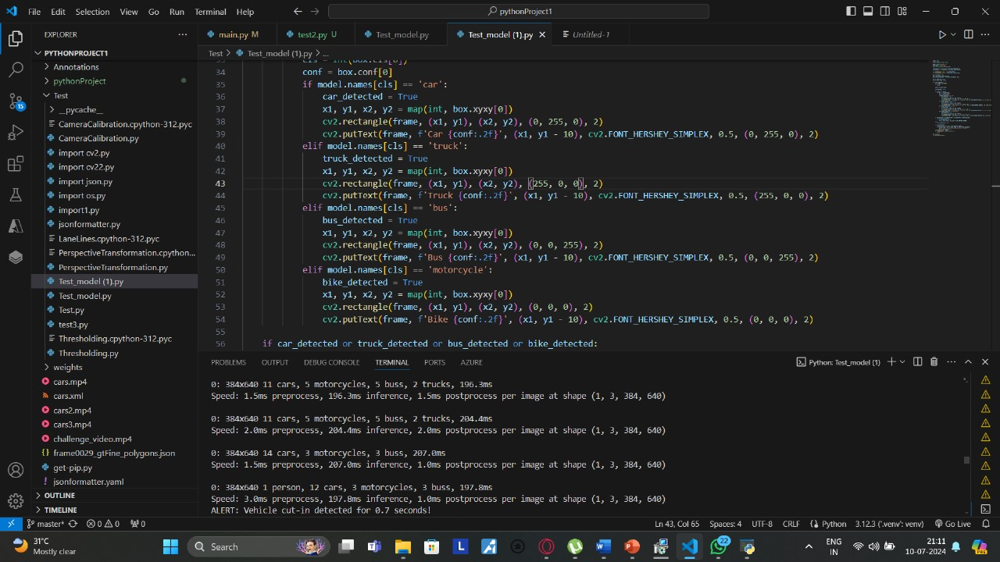 File Edit Selection View Go Run Terminal Help
pythonProject1
EXPLORER
PYTHONPROJECT1
Annotations
pythonProject
Test
__pycache__
CameraCalibration.cpython-312.pyc
CameraCalibration.py
import cv2.py
import cv22.py
import json.py
import os.py
import1.py
jsonformatter.py
LaneLines.cpython-312.pyc
PerspectiveTransformation.cpython...
PerspectiveTransformation.py
Test_model (1).py
Test_model.py
Test.py
test3.py
Thresholding.cpython-312.pyc
Thresholding.py
weights
cars.mp4
cars.xml
cars2.mp4
cars3.mp4
challenge_video.mp4
frame0029_gtFine_polygons.json
get-pip.py
jsonformatter.yaml
OUTLINE
TIMELINE
15
main.py M test2.py U Test_model.py Test_model (1).py Untitled-1
Test > Test_model (1).py > ...
33 cls = int(box.cls[0])
34 conf = box.conf[0]
35 if model.names[cls] == 'car':
36 car_detected = True
37 x1, y1, x2, y2 = map(int, box.xyxy[0])
38 cv2.rectangle(frame, (x1, y1), (x2, y2), (0, 255, 0), 2)
39 cv2.putText(frame, f'Car {conf:.2f}', (x1, y1 - 10), cv2.FONT_HERSHEY_SIMPLEX, 0.5, (0, 255, 0), 2)
40 elif model.names[cls] == 'truck':
41 truck_detected = True
42 x1, y1, x2, y2 = map(int, box.xyxy[0])
43 cv2.rectangle(frame, (x1, y1), (x2, y2), (255, 0, 0), 2)
44 cv2.putText(frame, f'Truck {conf:.2f}', (x1, y1 - 10), cv2.FONT_HERSHEY_SIMPLEX, 0.5, (255, 0, 0), 2)
45 elif model.names[cls] == 'bus':
46 bus_detected = True
47 x1, y1, x2, y2 = map(int, box.xyxy[0])
48 cv2.rectangle(frame, (x1, y1), (x2, y2), (0, 0, 255), 2)
49 cv2.putText(frame, f'Bus {conf:.2f}', (x1, y1 - 10), cv2.FONT_HERSHEY_SIMPLEX, 0.5, (0, 0, 255), 2)
50 elif model.names[cls] == 'motorcycle':
51 bike_detected = True
52 x1, y1, x2, y2 = map(int, box.xyxy[0])
53 cv2.rectangle(frame, (x1, y1), (x2, y2), (0, 0, 0), 2)
54 cv2.putText(frame, f'Bike {conf:.2f}', (x1, y1 - 10), cv2.FONT_HERSHEY_SIMPLEX, 0.5, (0, 0, 0), 2)
55
56 if car_detected or truck_detected or bus_detected or bike_detected:
PROBLEMS OUTPUT DEBUG CONSOLE TERMINAL PORTS AZURE
Python: Test_model (1)
0: 384x640 11 cars, 5 motorcycles, 5 buss, 2 trucks, 196.3ms
Speed: 1.5ms preprocess, 196.3ms inference, 1.5ms postprocess per image at shape (1, 3, 384, 640)
0: 384x640 11 cars, 5 motorcycles, 5 buss, 2 trucks, 204.4ms
Speed: 2.0ms preprocess, 204.4ms inference, 2.0ms postprocess per image at shape (1, 3, 384, 640)
0: 384x640 14 cars, 3 motorcycles, 3 buss, 207.0ms
Speed: 1.5ms preprocess, 207.0ms inference, 1.0ms postprocess per image at shape (1, 3, 384, 640)
0: 384x640 1 person, 12 cars, 3 motorcycles, 3 buss, 197.8ms
Speed: 3.0ms preprocess, 197.8ms inference, 1.0ms postprocess per image at shape (1, 3, 384, 640)
ALERT: Vehicle cut-in detected for 0.7 seconds!
master* 0 0 0 Ln 43, Col 65 Spaces: 4 UTF-8 CRLF Python 3.12.3 ('.venv': venv) Go Live
31°C
Mostly clear
Search
22
ENG
IN
21:11
10-07-2024